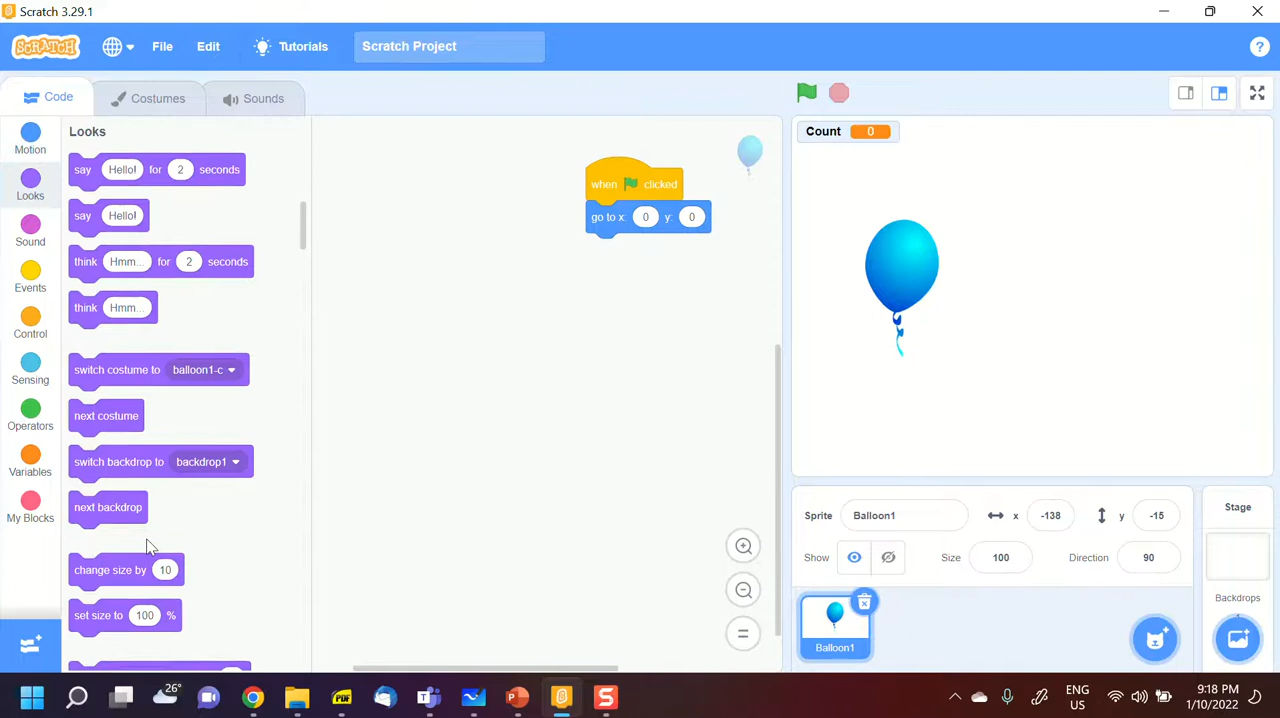 Scratch 3.29.1
SCRATCH
File
Edit
Tutorials
Scratch Project
?
Code
Costumes
Sounds
Motion
Looks
Sound
Events
Control
Sensing
Operators
Variables
My Blocks
Looks
say Hello! for 2 seconds
say Hello!
think Hmm... for 2 seconds
think Hmm...
switch costume to balloon1-c
next costume
switch backdrop to backdrop1
next backdrop
change size by 10
set size to 100 %
when clicked
go to x: 0 y: 0
Count 0
Sprite Balloon1
x -138
y -15
Show
Size 100
Direction 90
Balloon1
Stage
Backdrops
26°
PDF
S
ENG
US
9:18 PM
1/10/2022